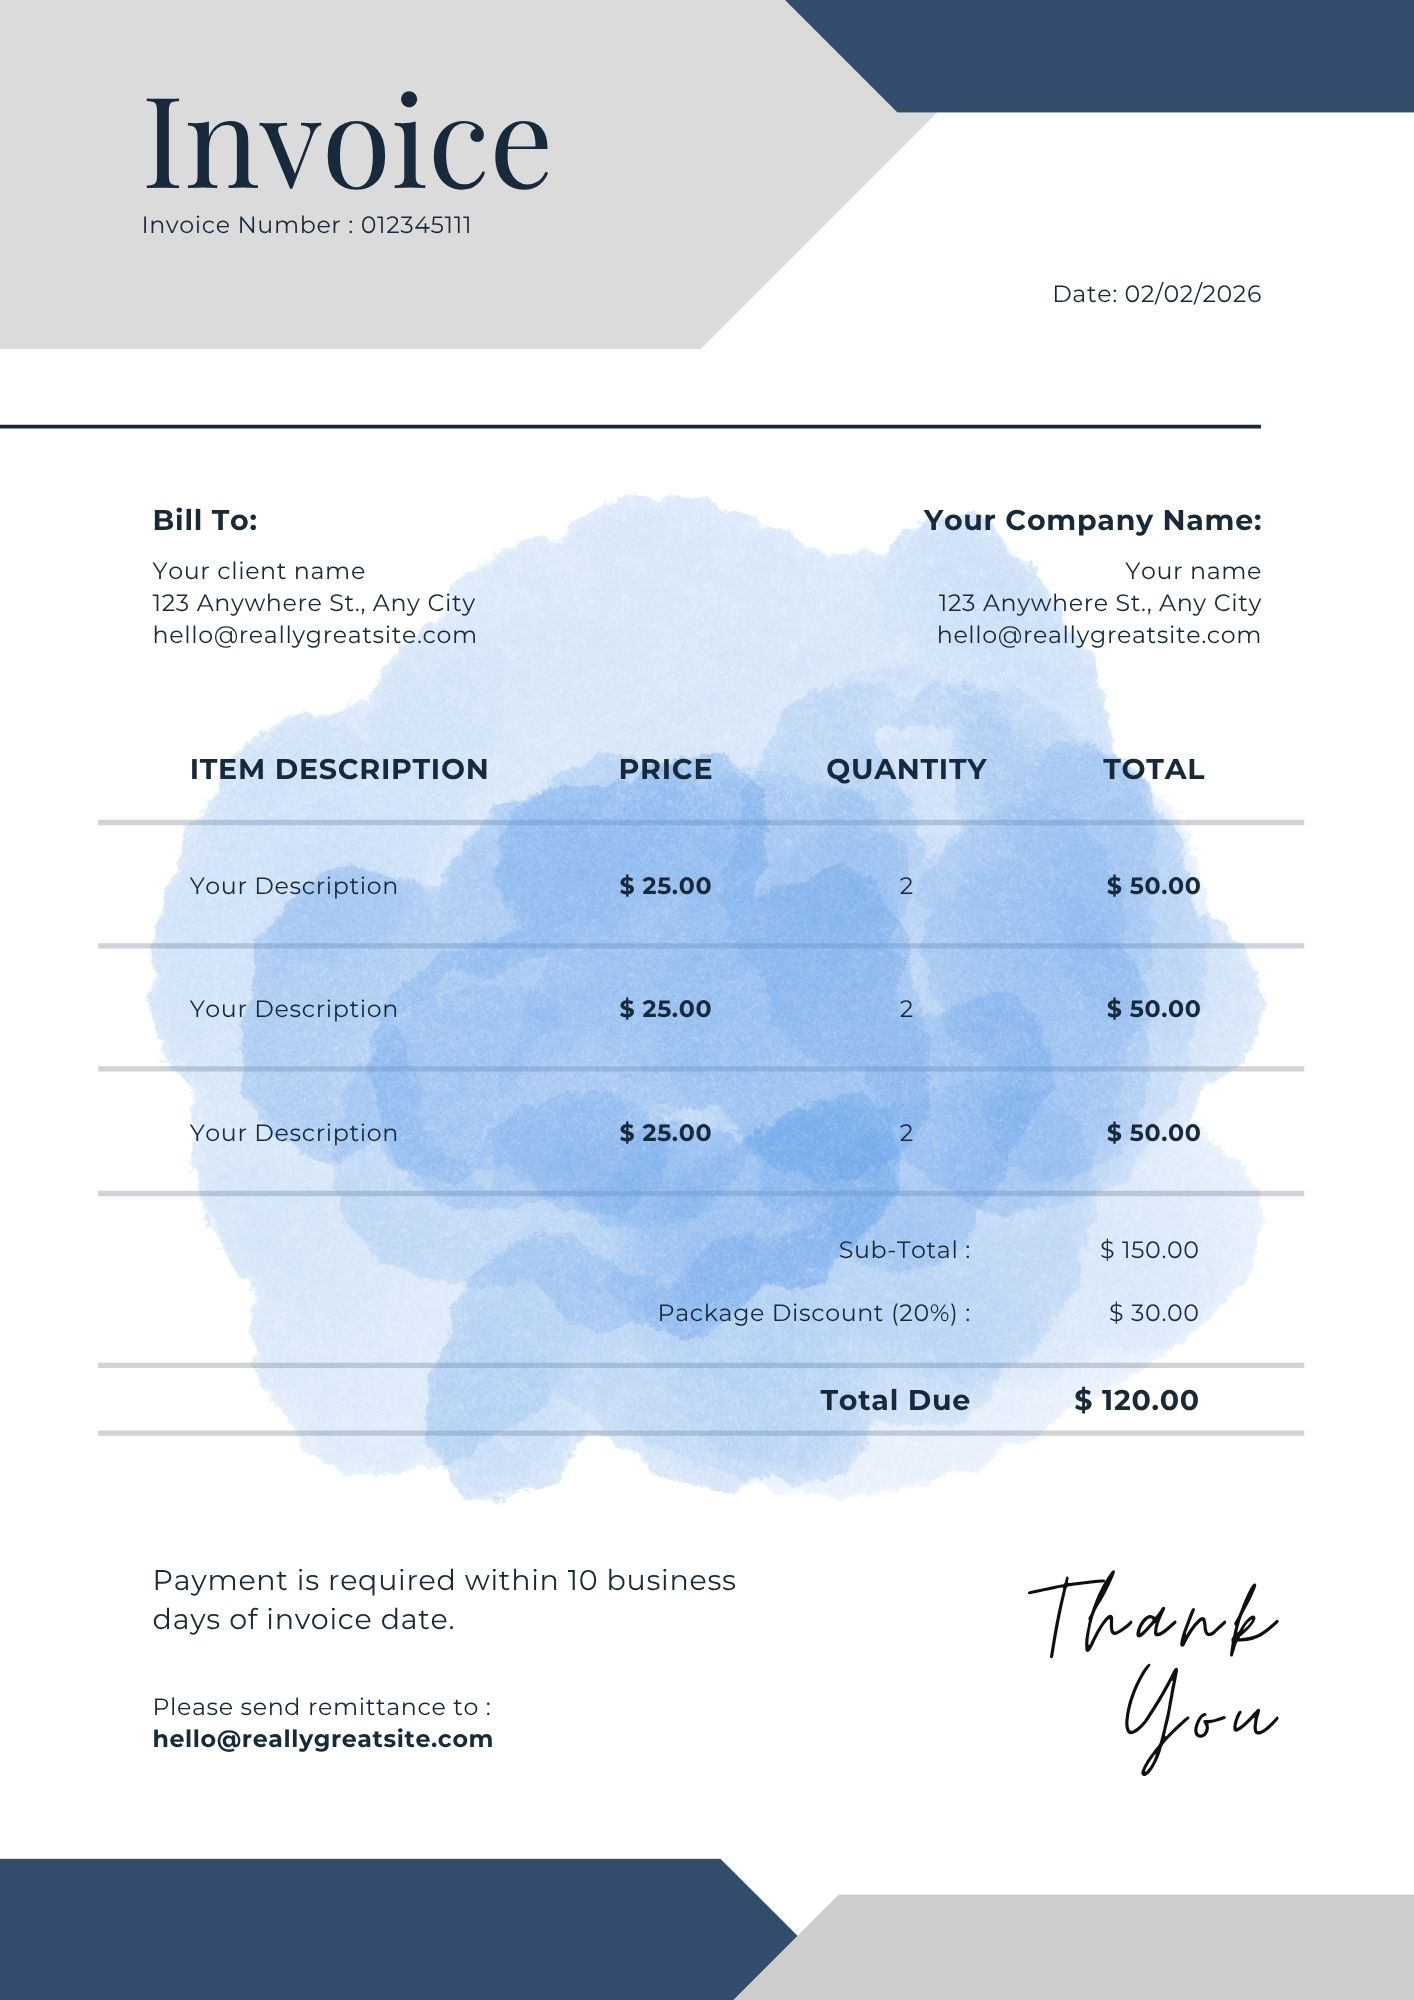 Invoice
Invoice Number : 012345111
Date: 02/02/2026
Bill To:
Your client name
123 Anywhere St., Any City
hello@reallygreatsite.com
Your Company Name:
Your name
123 Anywhere St., Any City
hello@reallygreatsite.com
ITEM DESCRIPTION PRICE QUANTITY TOTAL
Your Description $ 25.00 2 $ 50.00
Your Description $ 25.00 2 $ 50.00
Your Description $ 25.00 2 $ 50.00
Sub-Total : $ 150.00
Package Discount (20%) : $ 30.00
Total Due $ 120.00
Payment is required within 10 business
days of invoice date.
Please send remittance to :
hello@reallygreatsite.com
Thank
You